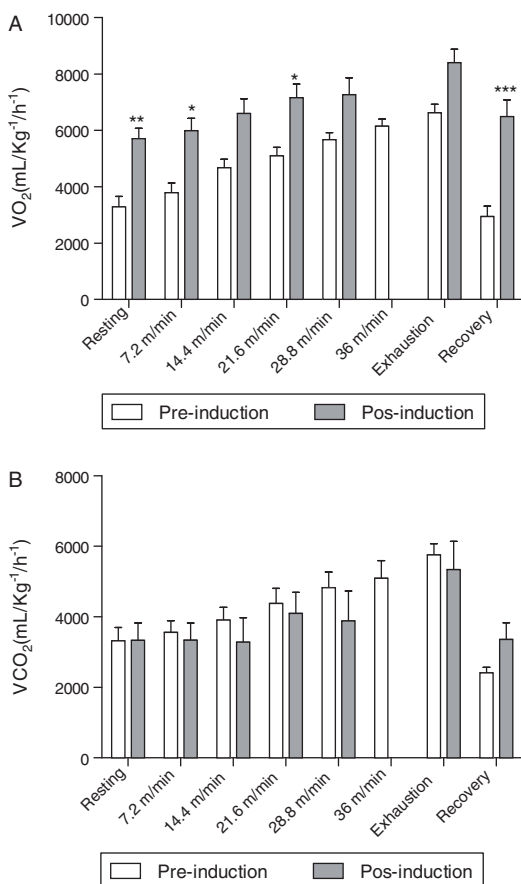 A
VO₂(mL/Kg⁻¹/h⁻¹)
10000
8000
6000
4000
2000
0
**
*
*
***
Resting
7.2 m/min
14.4 m/min
21.6 m/min
28.8 m/min
36 m/min
Exhaustion
Recovery
Pre-induction Pos-induction
B
VCO₂(mL/Kg⁻¹/h⁻¹)
8000
6000
4000
2000
0
Resting
7.2 m/min
14.4 m/min
21.6 m/min
28.8 m/min
36 m/min
Exhaustion
Recovery
Pre-induction Pos-induction